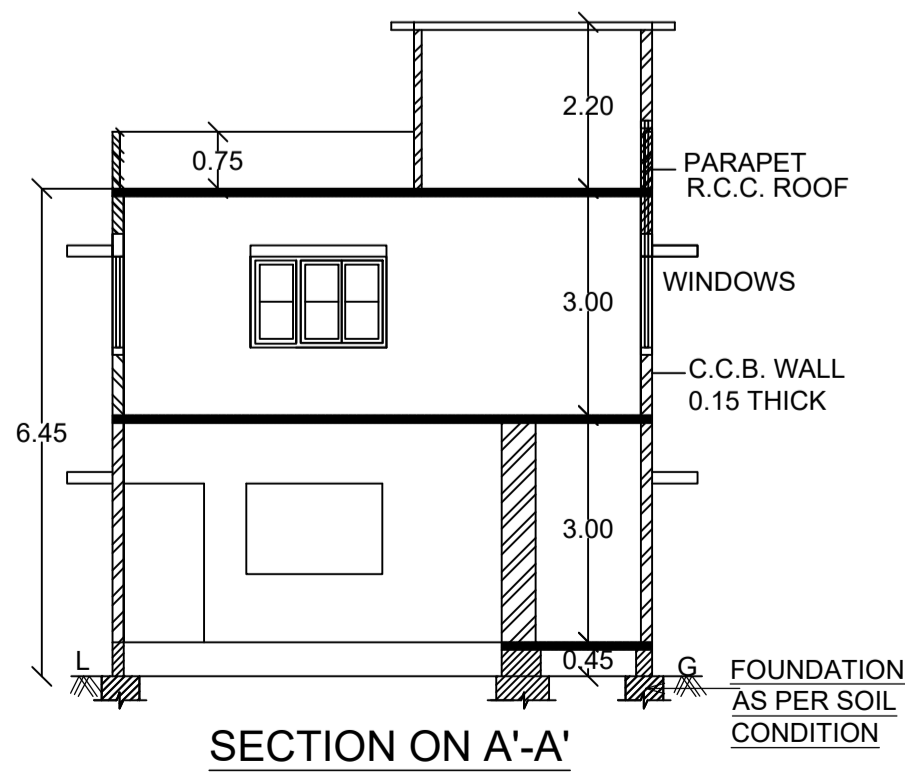 2.20
0.75
PARAPET
R.C.C. ROOF
WINDOWS
3.00
C.C.B. WALL
0.15 THICK
6.45
3.00
L
0.45
G
FOUNDATION
AS PER SOIL
CONDITION
SECTION ON A'-A'